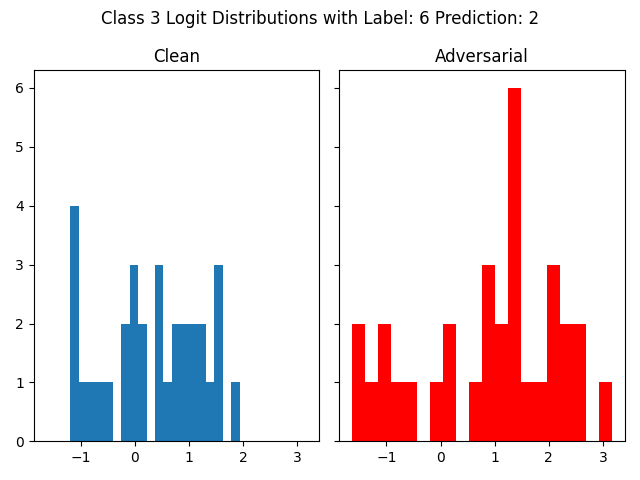 Class 3 Logit Distributions with Label: 6 Prediction: 2
Clean
Adversarial
6
5
4
3
2
1
0
−1 0 1 2 3
−1 0 1 2 3